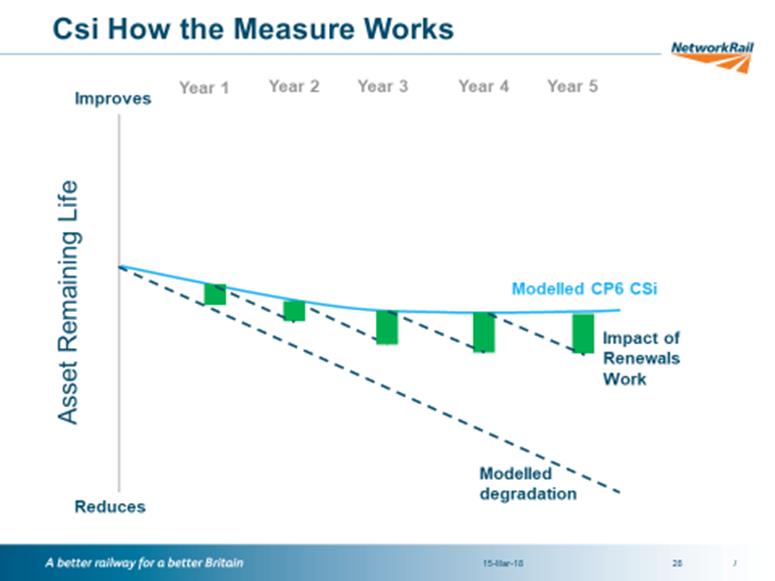 Csi How the Measure Works
NetworkRail
Improves
Year 1
Year 2
Year 3
Year 4
Year 5
Asset Remaining Life
Modelled CP6 CSi
Impact of
Renewals
Work
Modelled
degradation
Reduces
A better railway for a better Britain
15-Mar-18
28
/